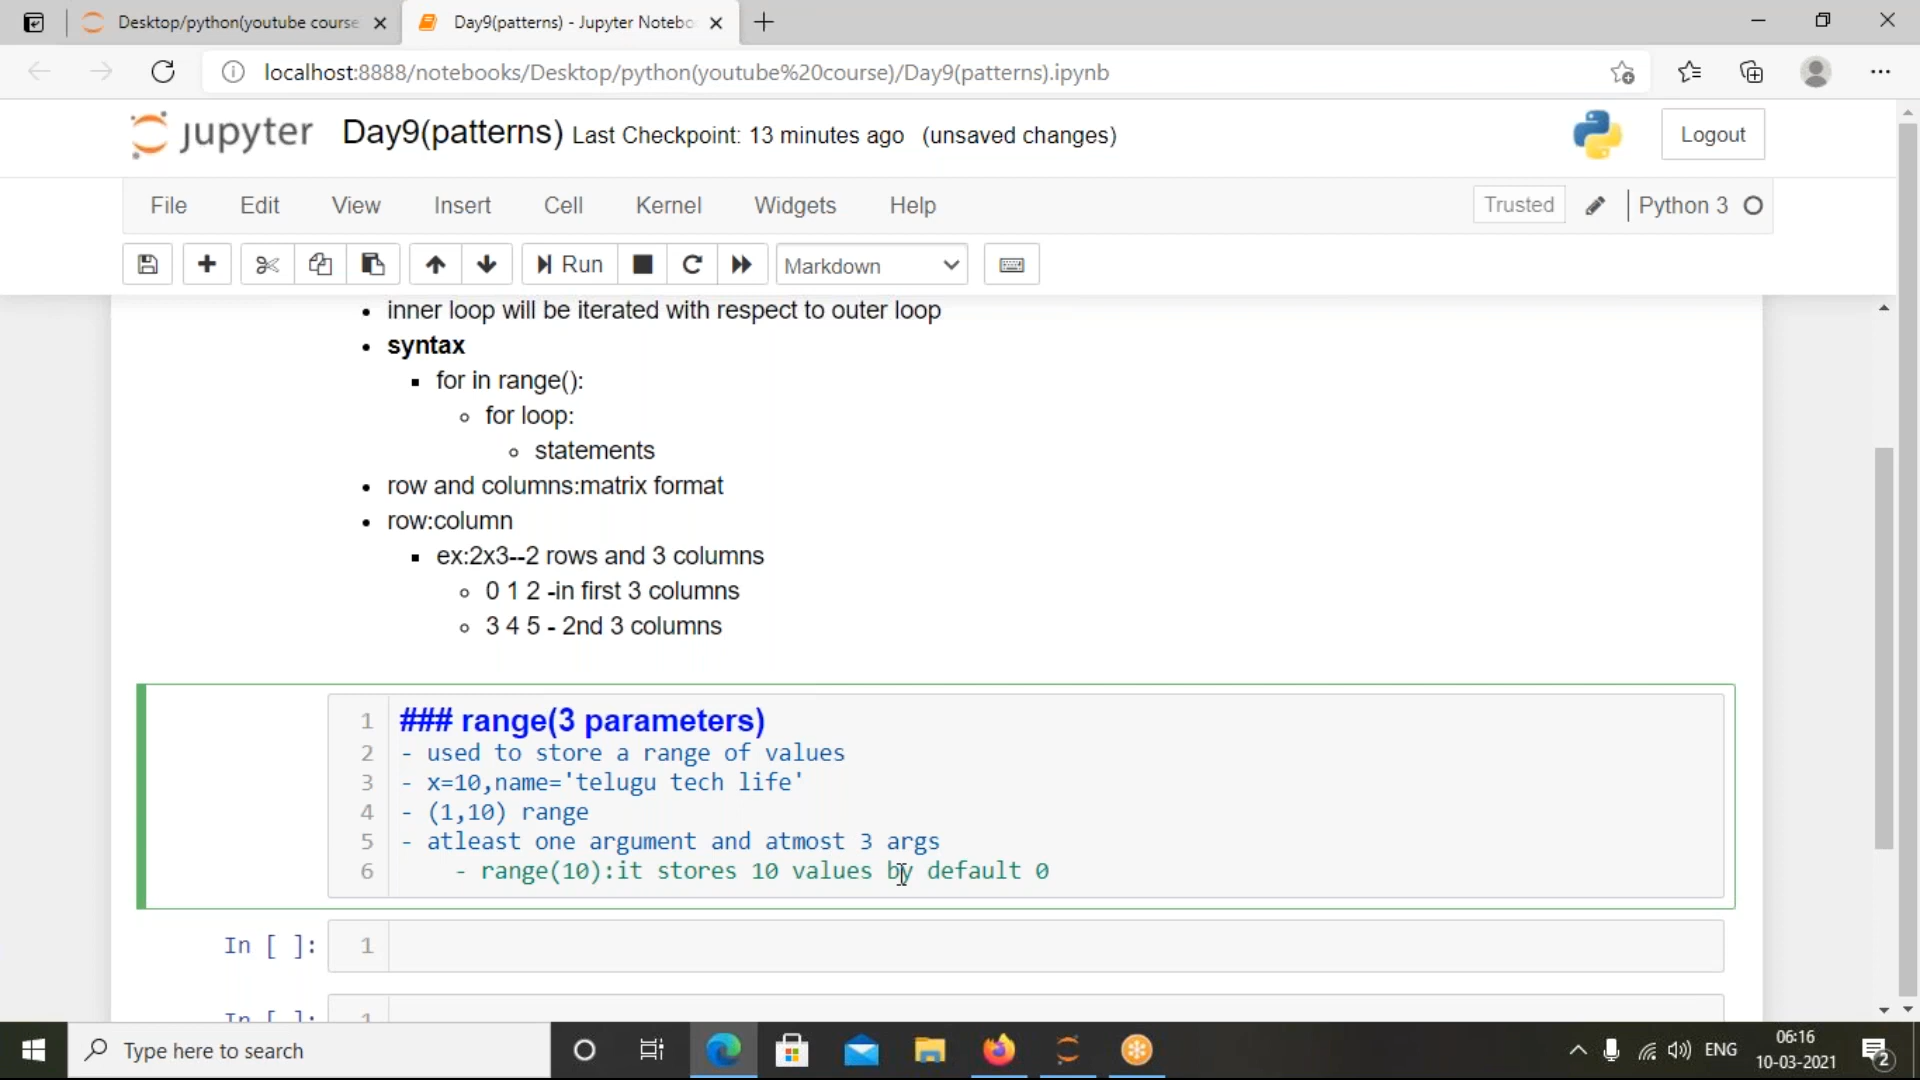 Desktop/python(youtube course
Day9(patterns) - Jupyter Notebo
localhost:8888/notebooks/Desktop/python(youtube%20course)/Day9(patterns).ipynb
jupyter Day9(patterns) Last Checkpoint: 13 minutes ago (unsaved changes)
Logout
File Edit View Insert Cell Kernel Widgets Help
Trusted
Python 3
Run
Markdown
• inner loop will be iterated with respect to outer loop
• syntax
▪ for in range():
◦ for loop:
◦ statements
• row and columns:matrix format
• row:column
▪ ex:2x3--2 rows and 3 columns
◦ 0 1 2 -in first 3 columns
◦ 3 4 5 - 2nd 3 columns
1 ### range(3 parameters)
2 - used to store a range of values
3 - x=10,name='telugu tech life'
4 - (1,10) range
5 - atleast one argument and atmost 3 args
6 - range(10):it stores 10 values by default 0
In [ ]: 1
In [ ]: 1
Type here to search
ENG
06:16
10-03-2021
2